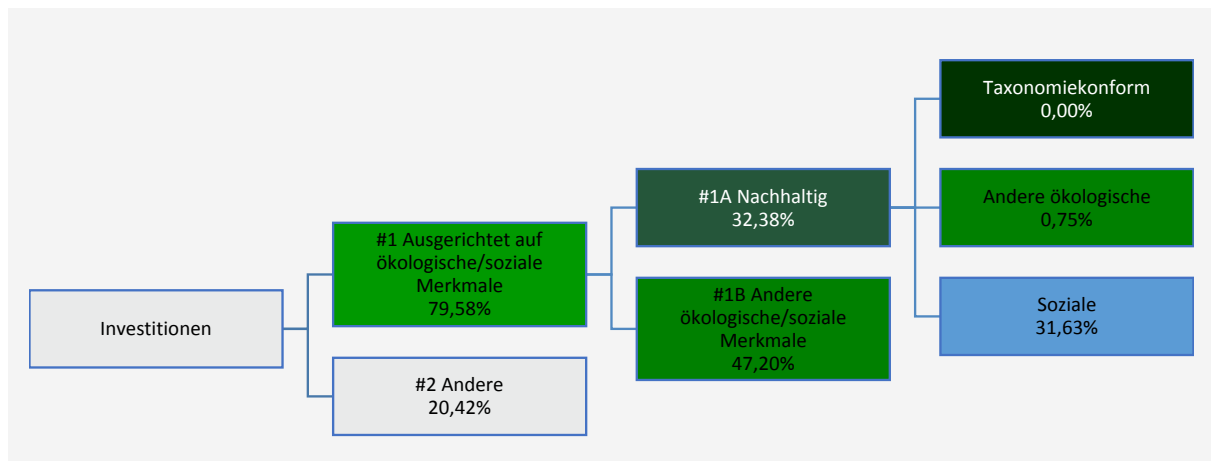 Investitionen
#1 Ausgerichtet auf
ökologische/soziale
Merkmale
79,58%
#2 Andere
20,42%
#1A Nachhaltig
32,38%
#1B Andere
ökologische/soziale
Merkmale
47,20%
Taxonomiekonform
0,00%
Andere ökologische
0,75%
Soziale
31,63%